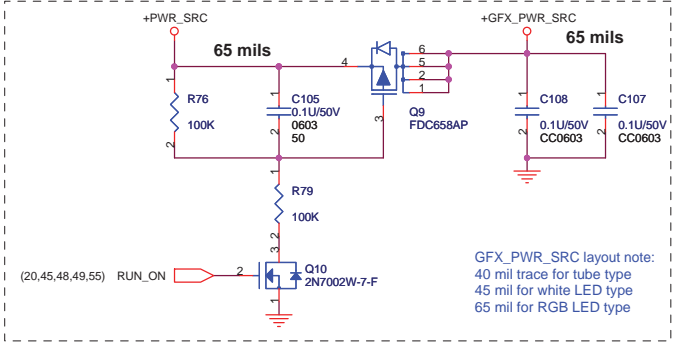 +PWR_SRC
+GFX_PWR_SRC
65 mils
65 mils
4
6
5
2
1
3
Q9
FDC658AP
1
R76
100K
2
1
C105
0.1U/50V
0603
50
2
1
C108
0.1U/50V
CC0603
2
1
C107
0.1U/50V
CC0603
2
1
R79
100K
2
3
Q10
2N7002W-7-F
2
1
(20,45,48,49,55) RUN_ON
GFX_PWR_SRC layout note:
40 mil trace for tube type
45 mil for white LED type
65 mil for RGB LED type